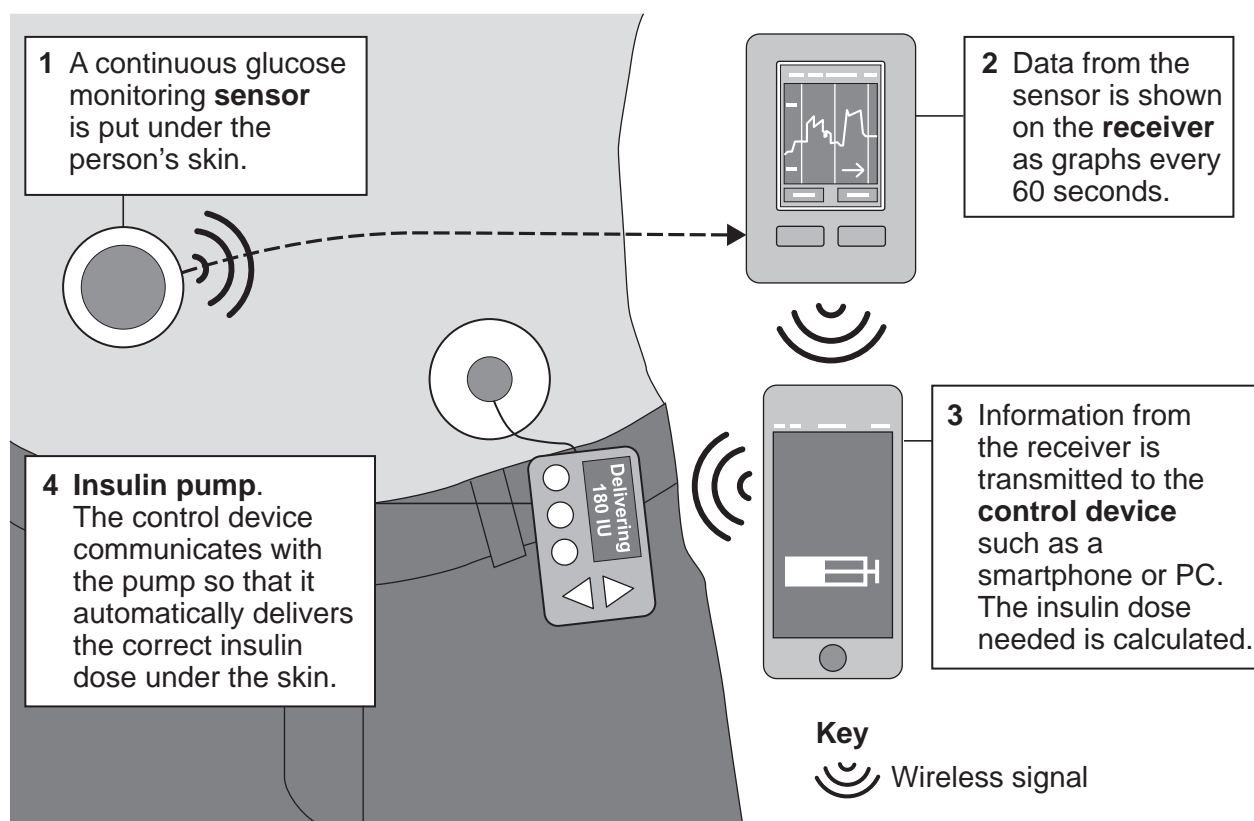 1 A continuous glucose
monitoring sensor
is put under the
person's skin.
2 Data from the
sensor is shown
on the receiver
as graphs every
60 seconds.
3 Information from
the receiver is
transmitted to the
control device
such as a
smartphone or PC.
The insulin dose
needed is calculated.
4 Insulin pump.
The control device
communicates with
the pump so that it
automatically delivers
the correct insulin
dose under the skin.
Delivering
180 IU
Key
Wireless signal